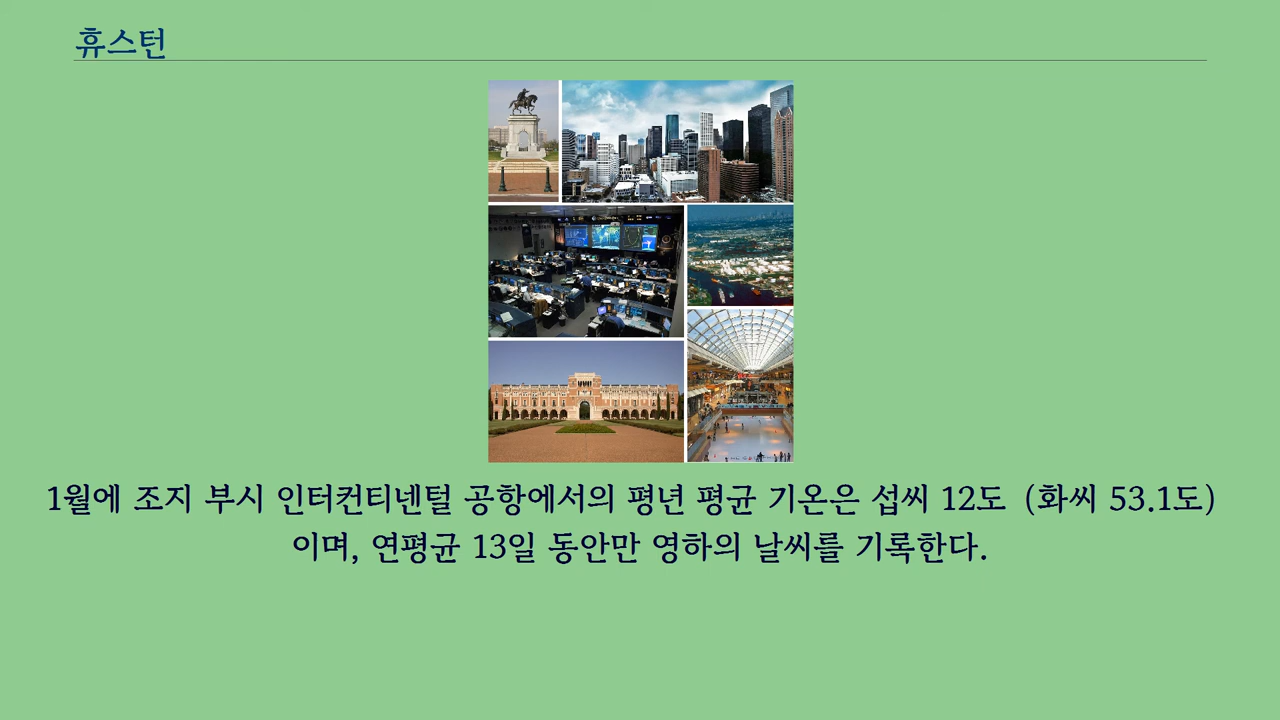 휴스턴
1월에 조지 부시 인터컨티넨털 공항에서의 평년 평균 기온은 섭씨 12도 (화씨 53.1도)
이며, 연평균 13일 동안만 영하의 날씨를 기록한다.